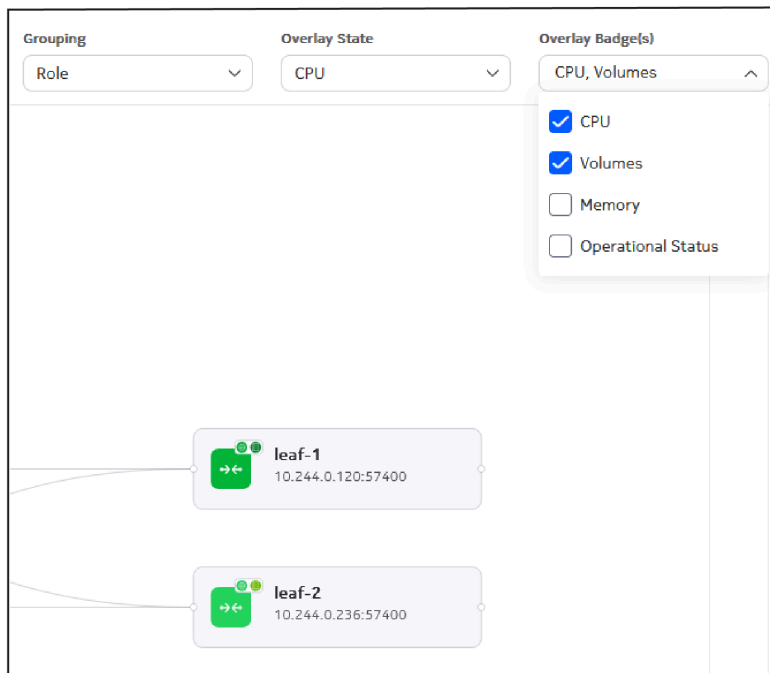 Grouping
Overlay State
Overlay Badge(s)
Role
CPU
CPU, Volumes
CPU
Volumes
Memory
Operational Status
leaf-1
10.244.0.120:57400
leaf-2
10.244.0.236:57400